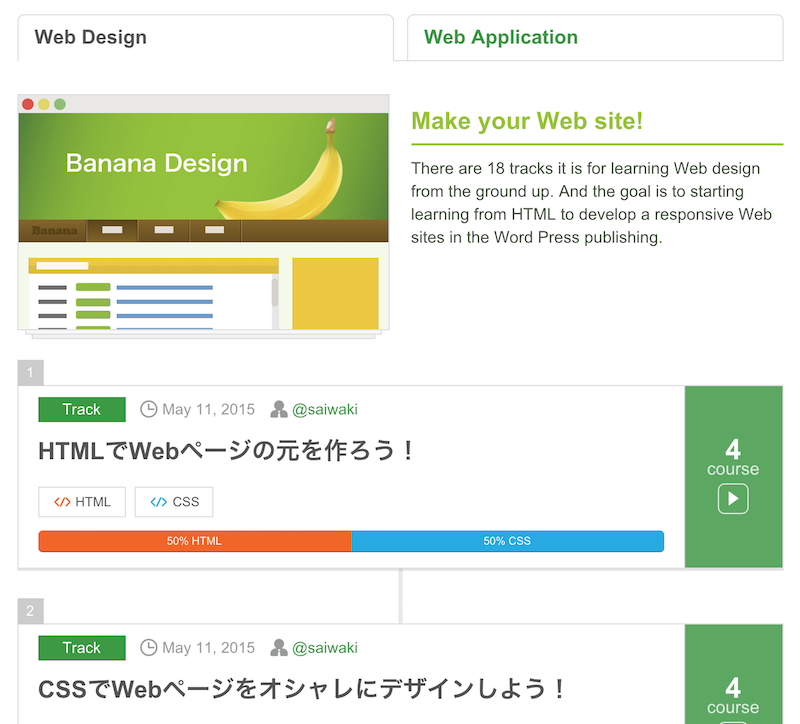 Web Design
Web Application
Banana Design
Banana
Make your Web site!
There are 18 tracks it is for learning Web design
from the ground up. And the goal is to starting
learning from HTML to develop a responsive Web
sites in the Word Press publishing.
1
Track May 11, 2015 @saiwaki
HTMLでWebページの元を作ろう！
</> HTML </> CSS
50% HTML 50% CSS
4
course
2
Track May 11, 2015 @saiwaki
CSSでWebページをオシャレにデザインしよう！
4
course